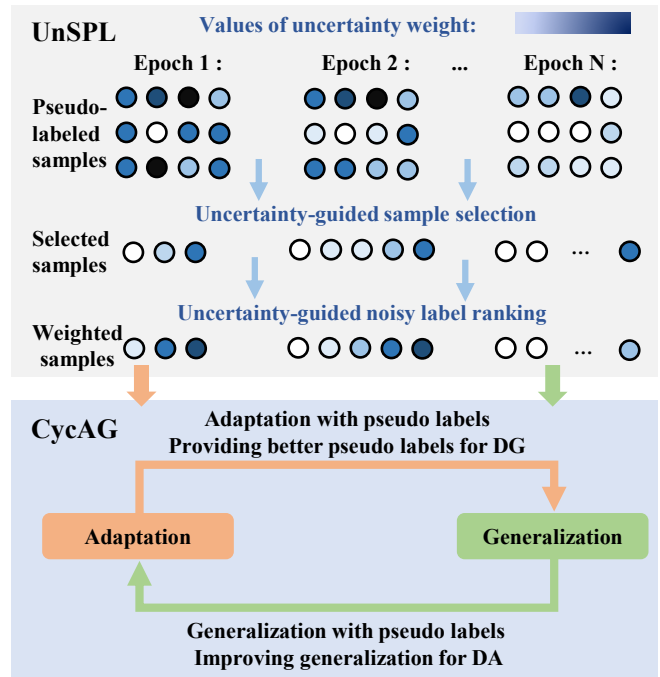 UnSPL
Values of uncertainty weight:
Epoch 1 :
Epoch 2 :
...
Epoch N :
Pseudo-
labeled
samples
Uncertainty-guided sample selection
Selected
samples
...
Uncertainty-guided noisy label ranking
Weighted
samples
...
CycAG
Adaptation with pseudo labels
Providing better pseudo labels for DG
Adaptation
Generalization
Generalization with pseudo labels
Improving generalization for DA